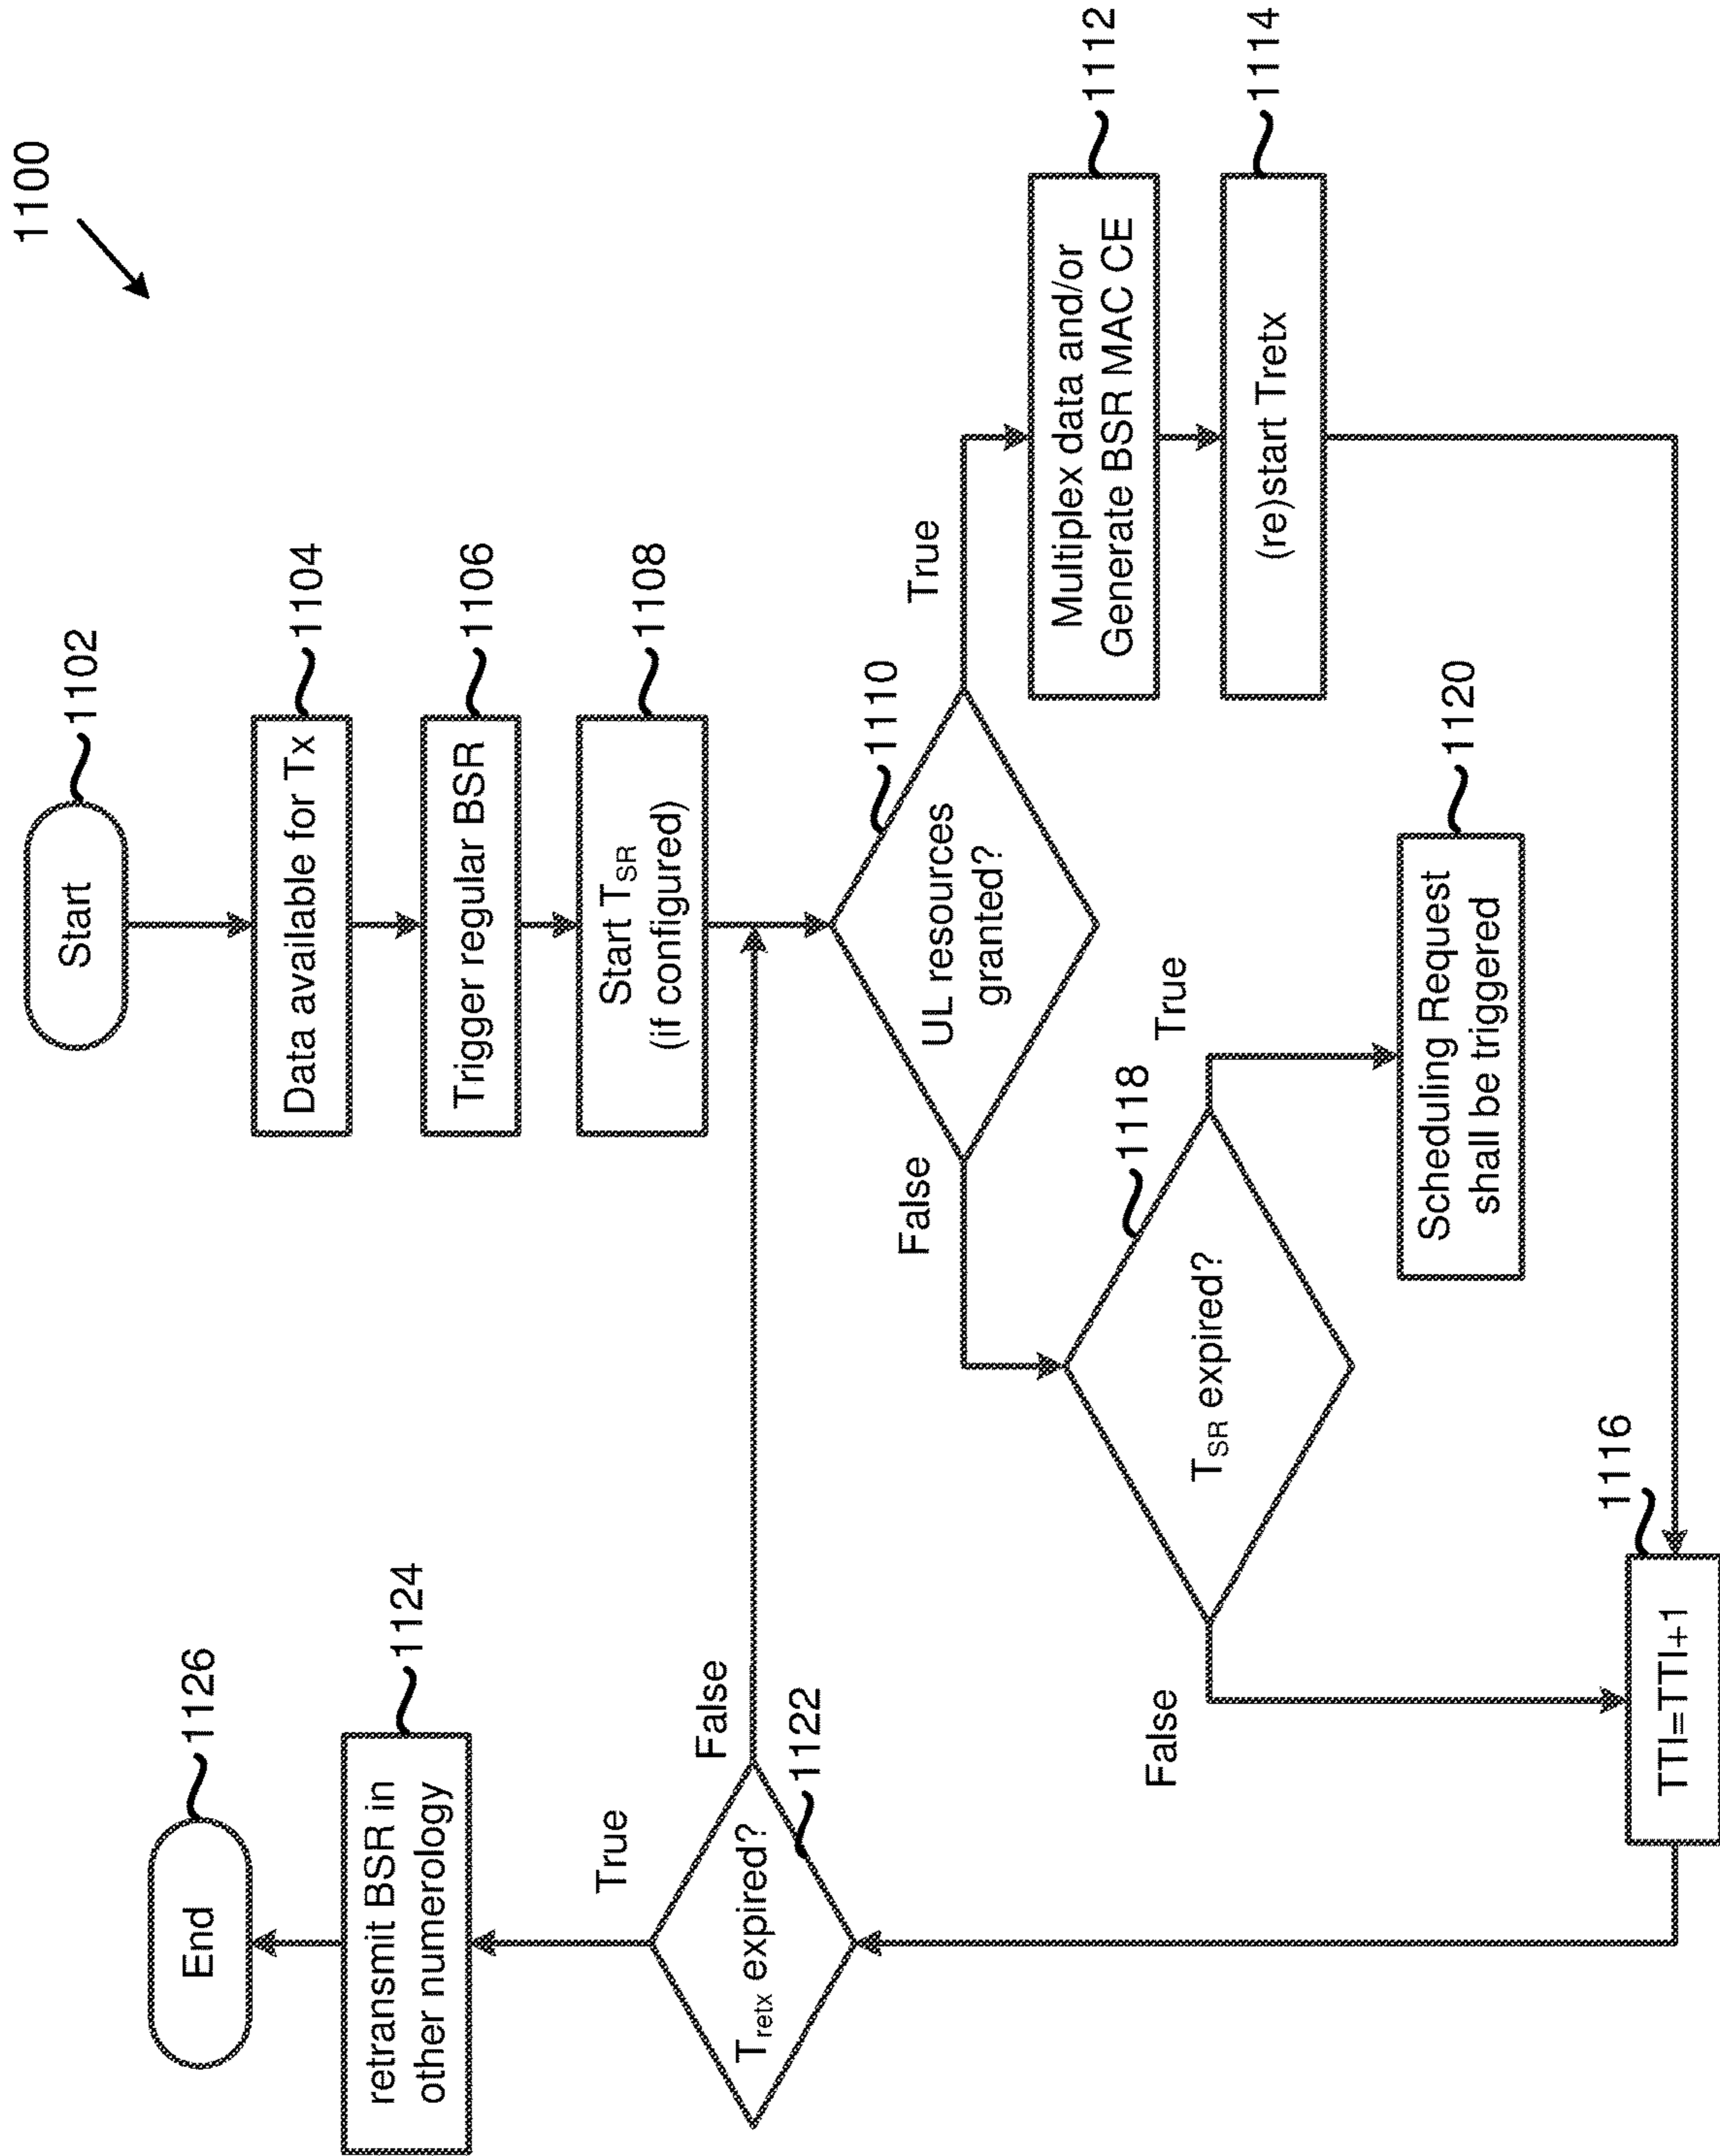 1100
Start
1102
Data available for Tx
1104
Trigger regular BSR
1106
Start TSR
(if configured)
1108
UL resources
granted?
1110
True
False
Multiplex data and/or
Generate BSR MAC CE
1112
(re)start Tretx
1114
TSR expired?
1118
True
False
Scheduling Request
shall be triggered
1120
TTI=TTI+1
1116
Tretx expired?
1122
True
False
retransmit BSR in
other numerology
1124
End
1126